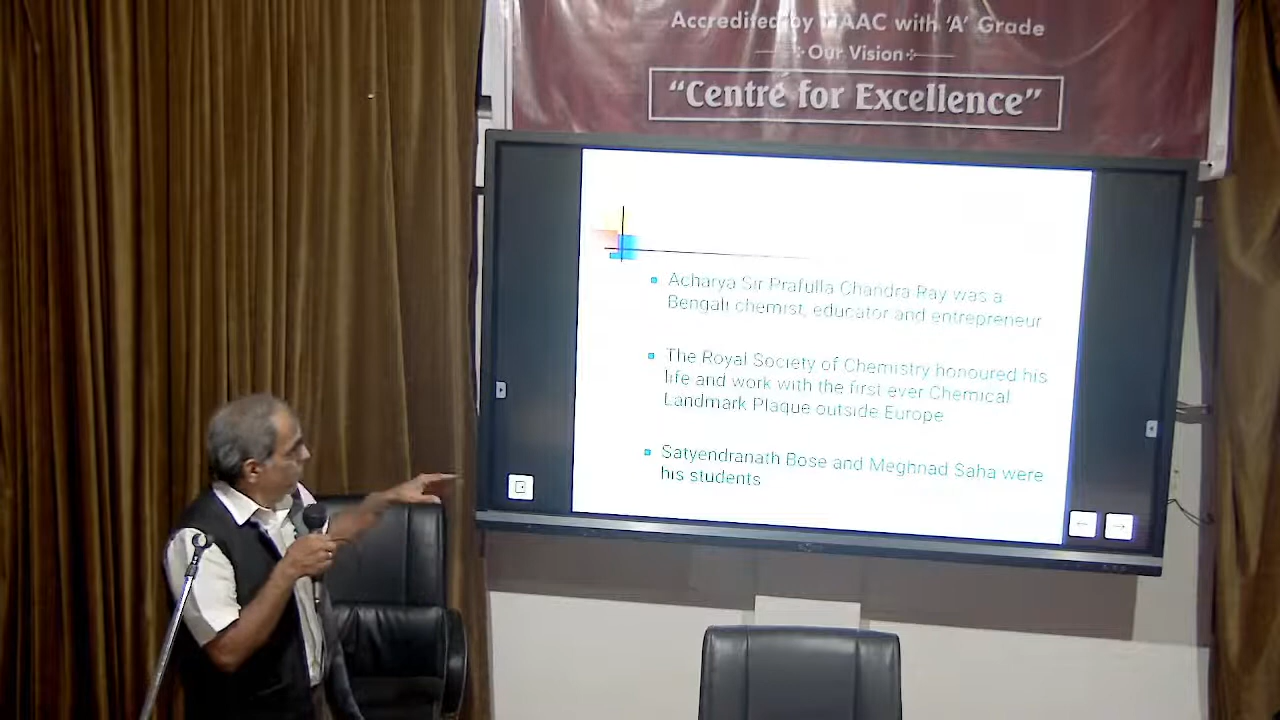 Accredited by NAAC with 'A' Grade
Our Vision
"Centre for Excellence"
Acharya Sir Prafulla Chandra Ray was a
Bengali chemist, educator and entrepreneur
The Royal Society of Chemistry honoured his
life and work with the first ever Chemical
Landmark Plaque outside Europe
Satyendranath Bose and Meghnad Saha were
his students